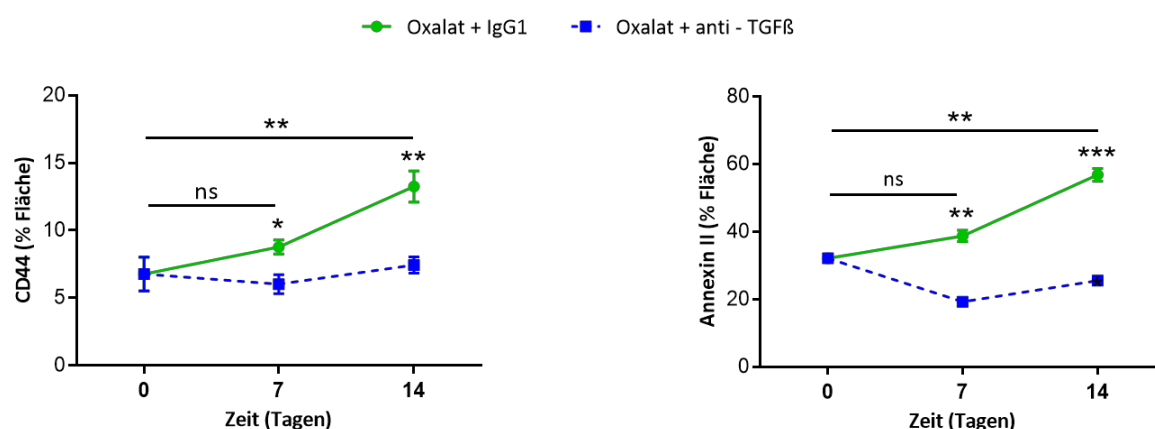 Oxalat + IgG1
Oxalat + anti - TGFß
CD44 (% Fläche)
20
15
10
5
0
**
**
ns
*
0
7
14
Zeit (Tagen)
Annexin II (% Fläche)
80
60
40
20
0
**
***
ns
**
*
0
7
14
Zeit (Tagen)